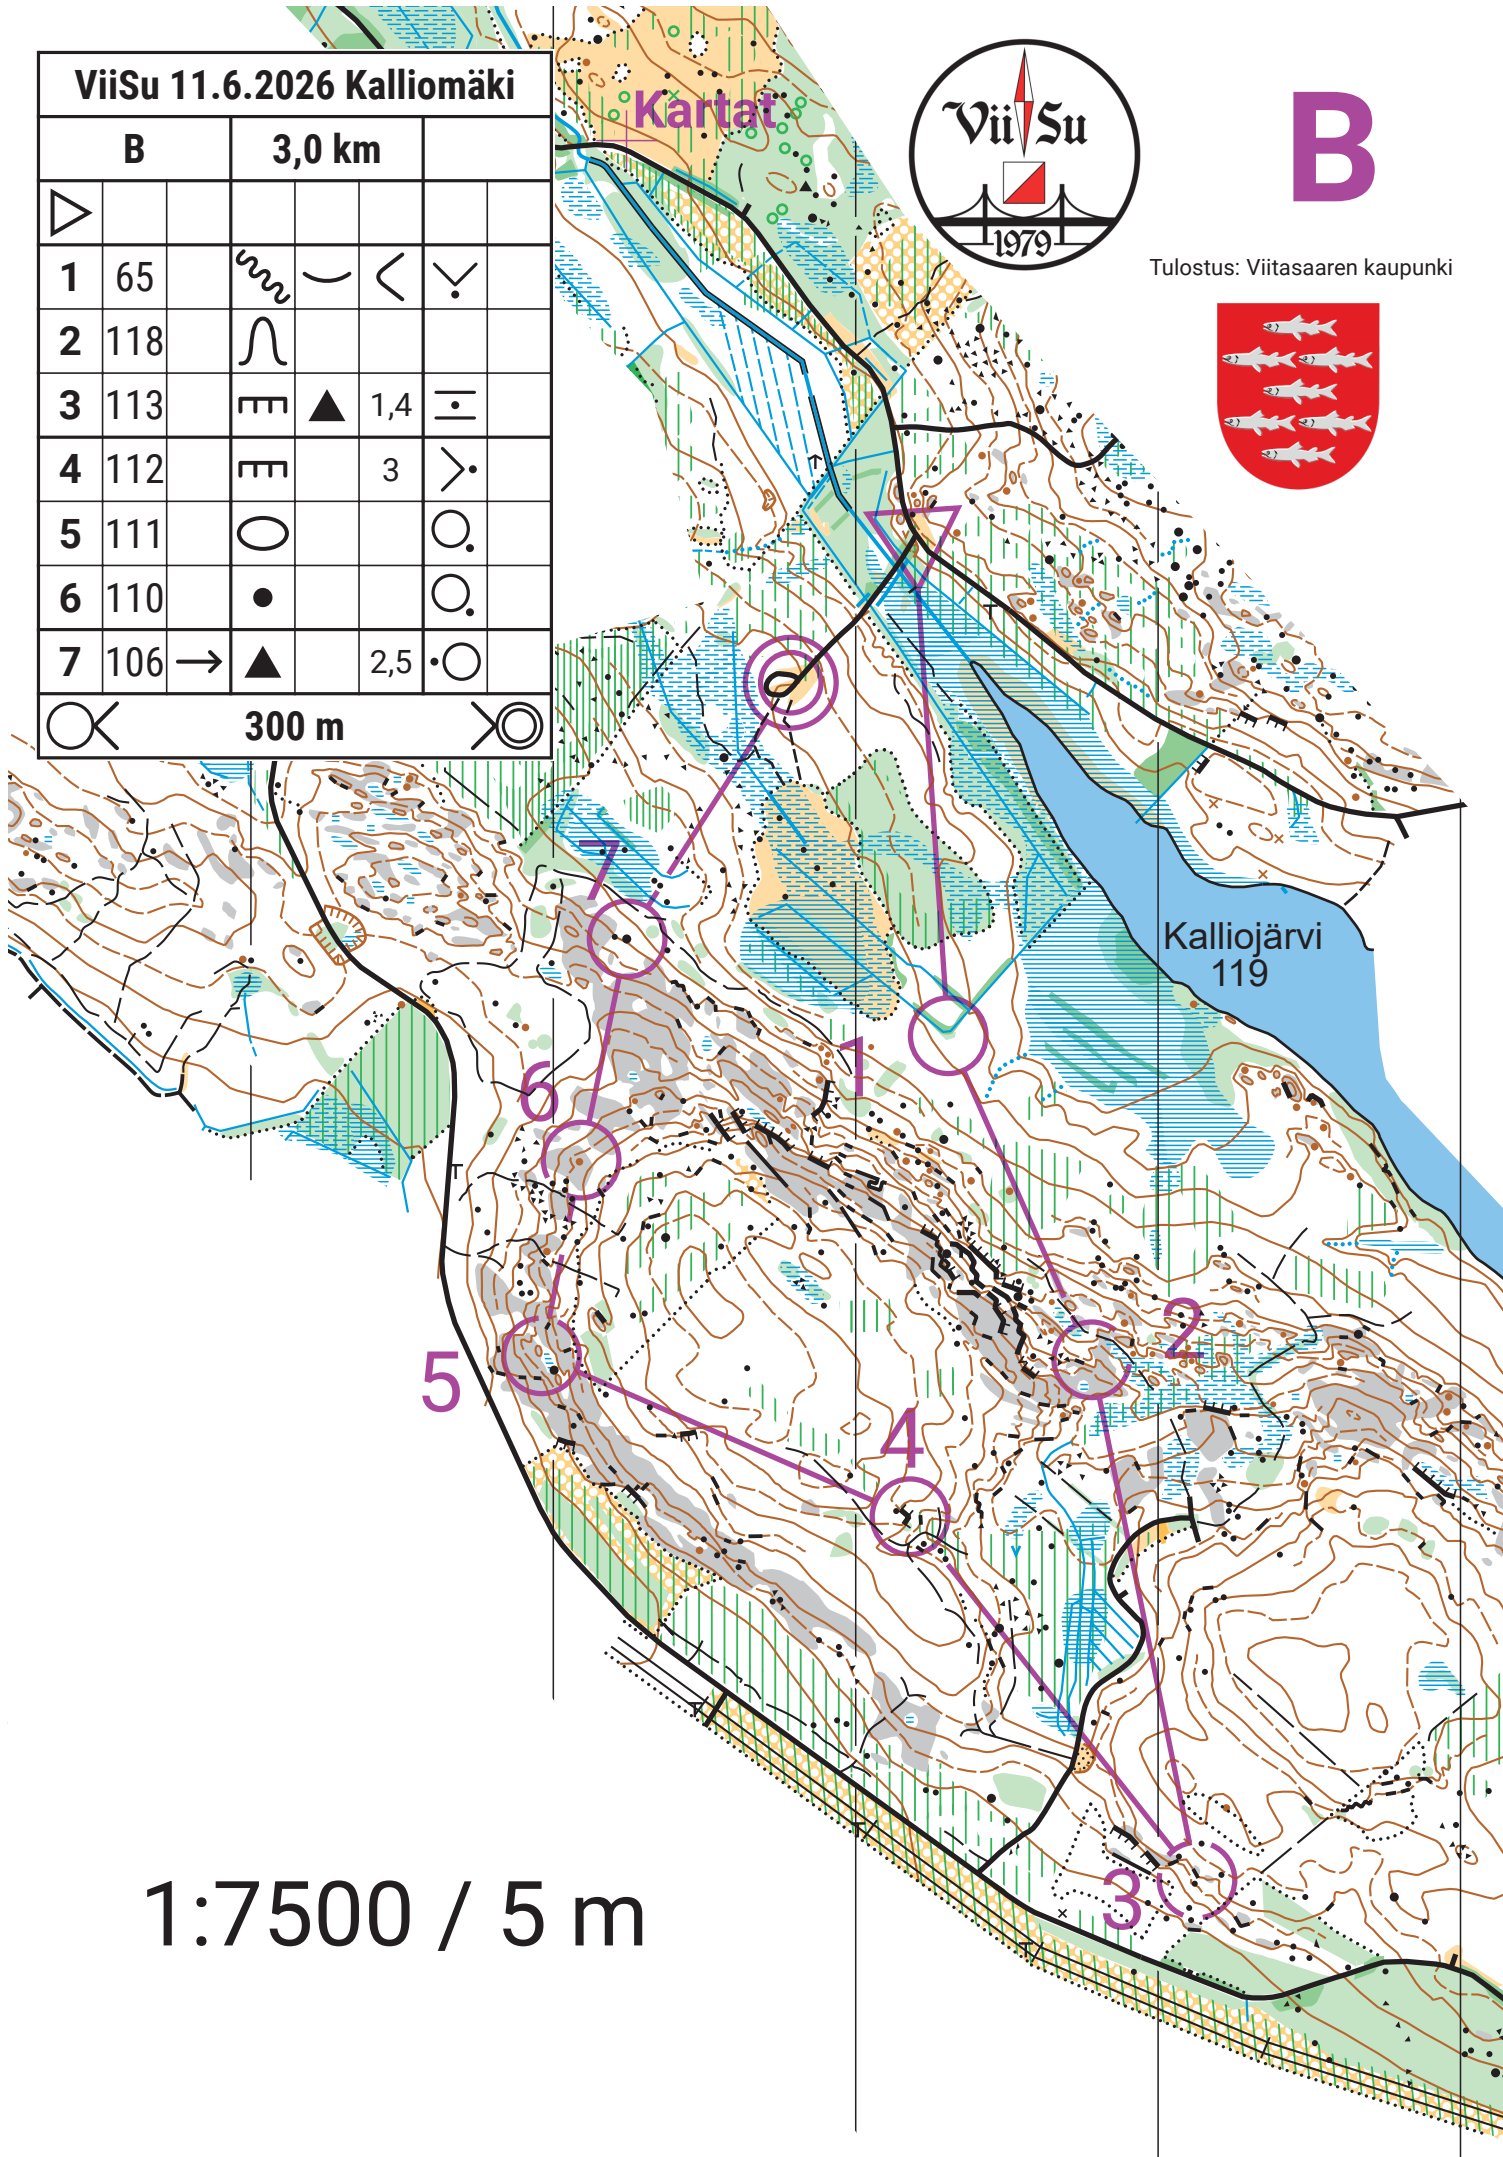 ViiSu 11.6.2026 Kalliomäki
B 3,0 km
1 65
2 118
3 113 1,4
4 112 3
5 111
6 110
7 106 2,5
300 m
Kartat
Vii Su
1979
B
Tulostus: Viitasaaren kaupunki
Kalliojärvi
119
7
1
6
2
5
4
3
1:7500 / 5 m